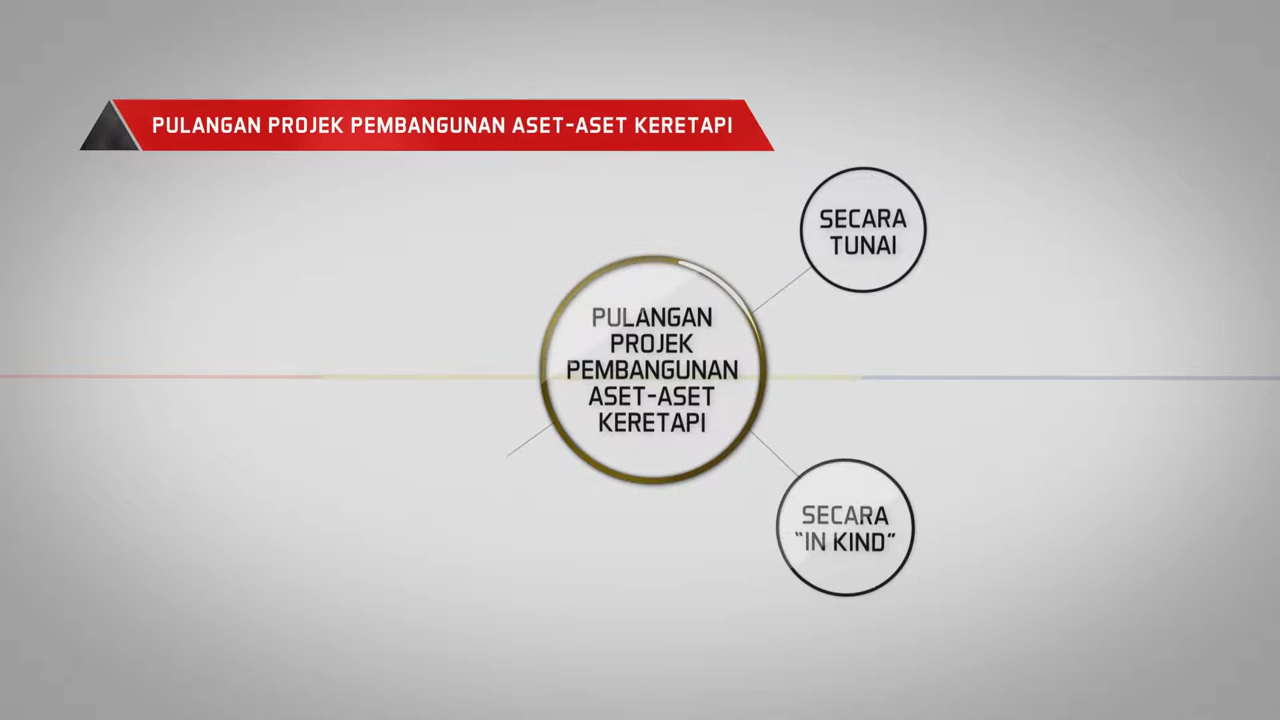 PULANGAN PROJEK PEMBANGUNAN ASET-ASET KERETAPI
SECARA
TUNAI
PULANGAN
PROJEK
PEMBANGUNAN
ASET-ASET
KERETAPI
SECARA
“IN KIND”